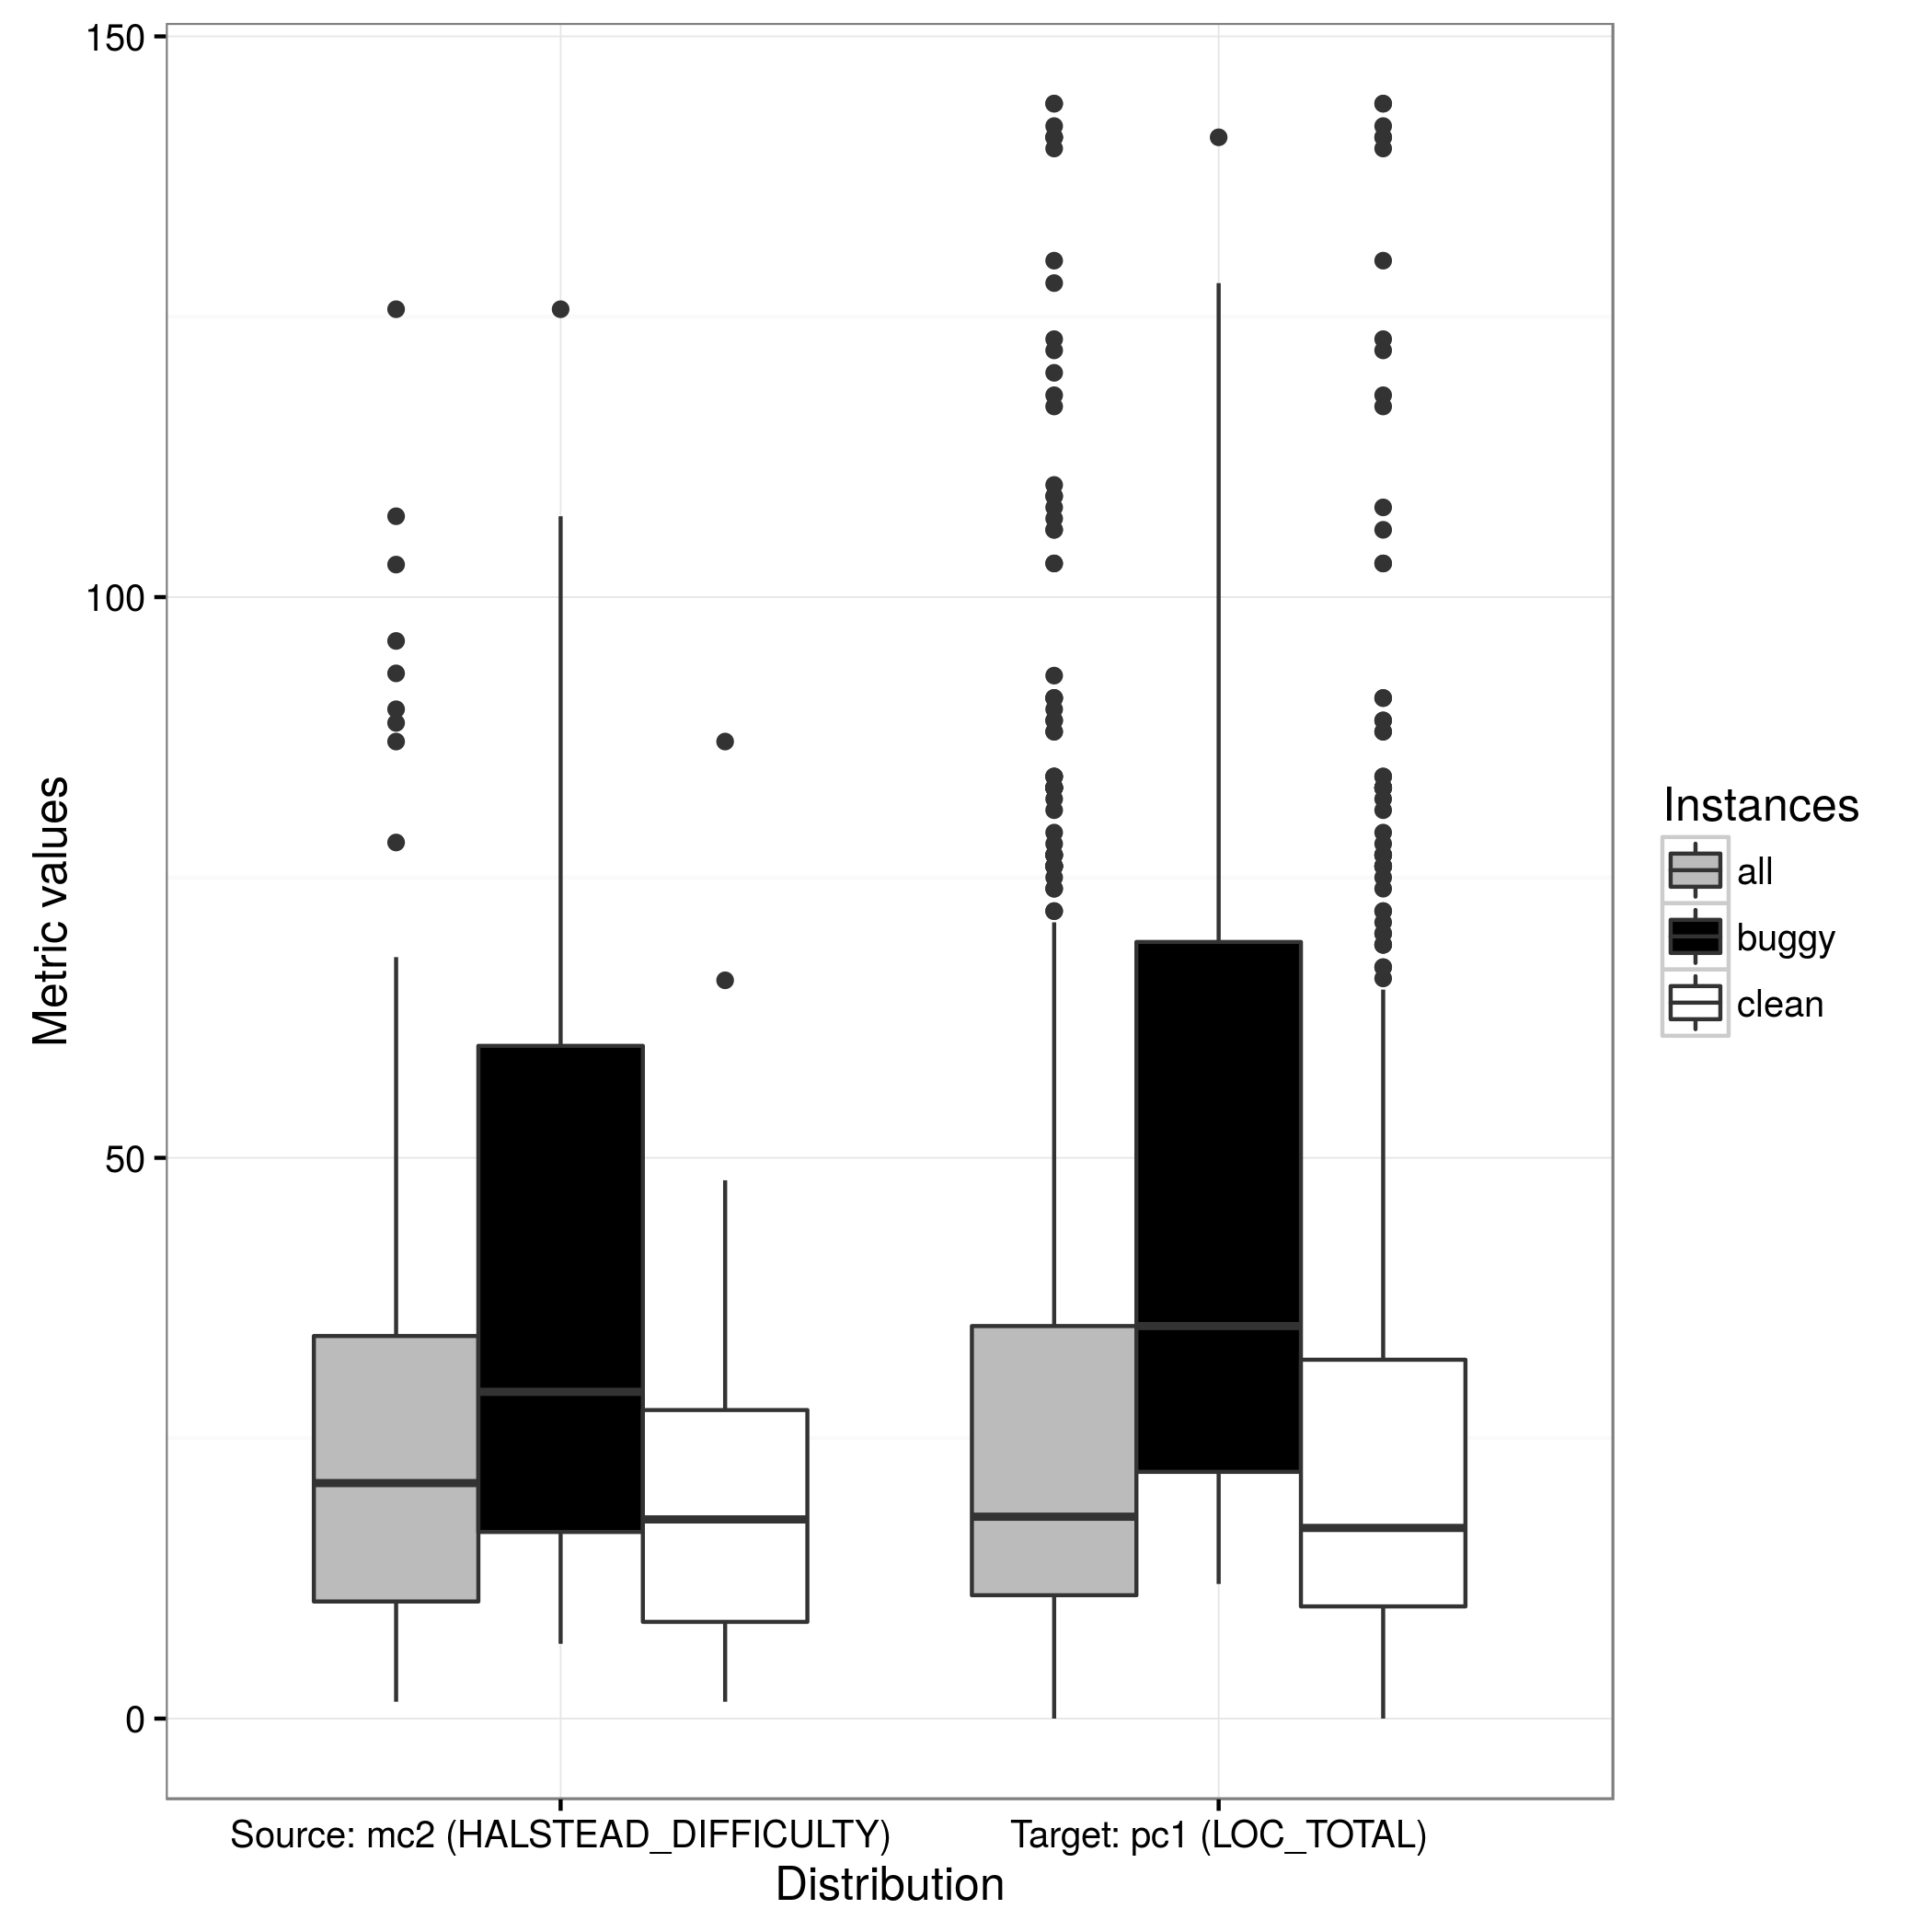 150
100
50
0
Metric values
Source: mc2 (HALSTEAD_DIFFICULTY)
Target: pc1 (LOC_TOTAL)
Distribution
Instances
all
buggy
clean